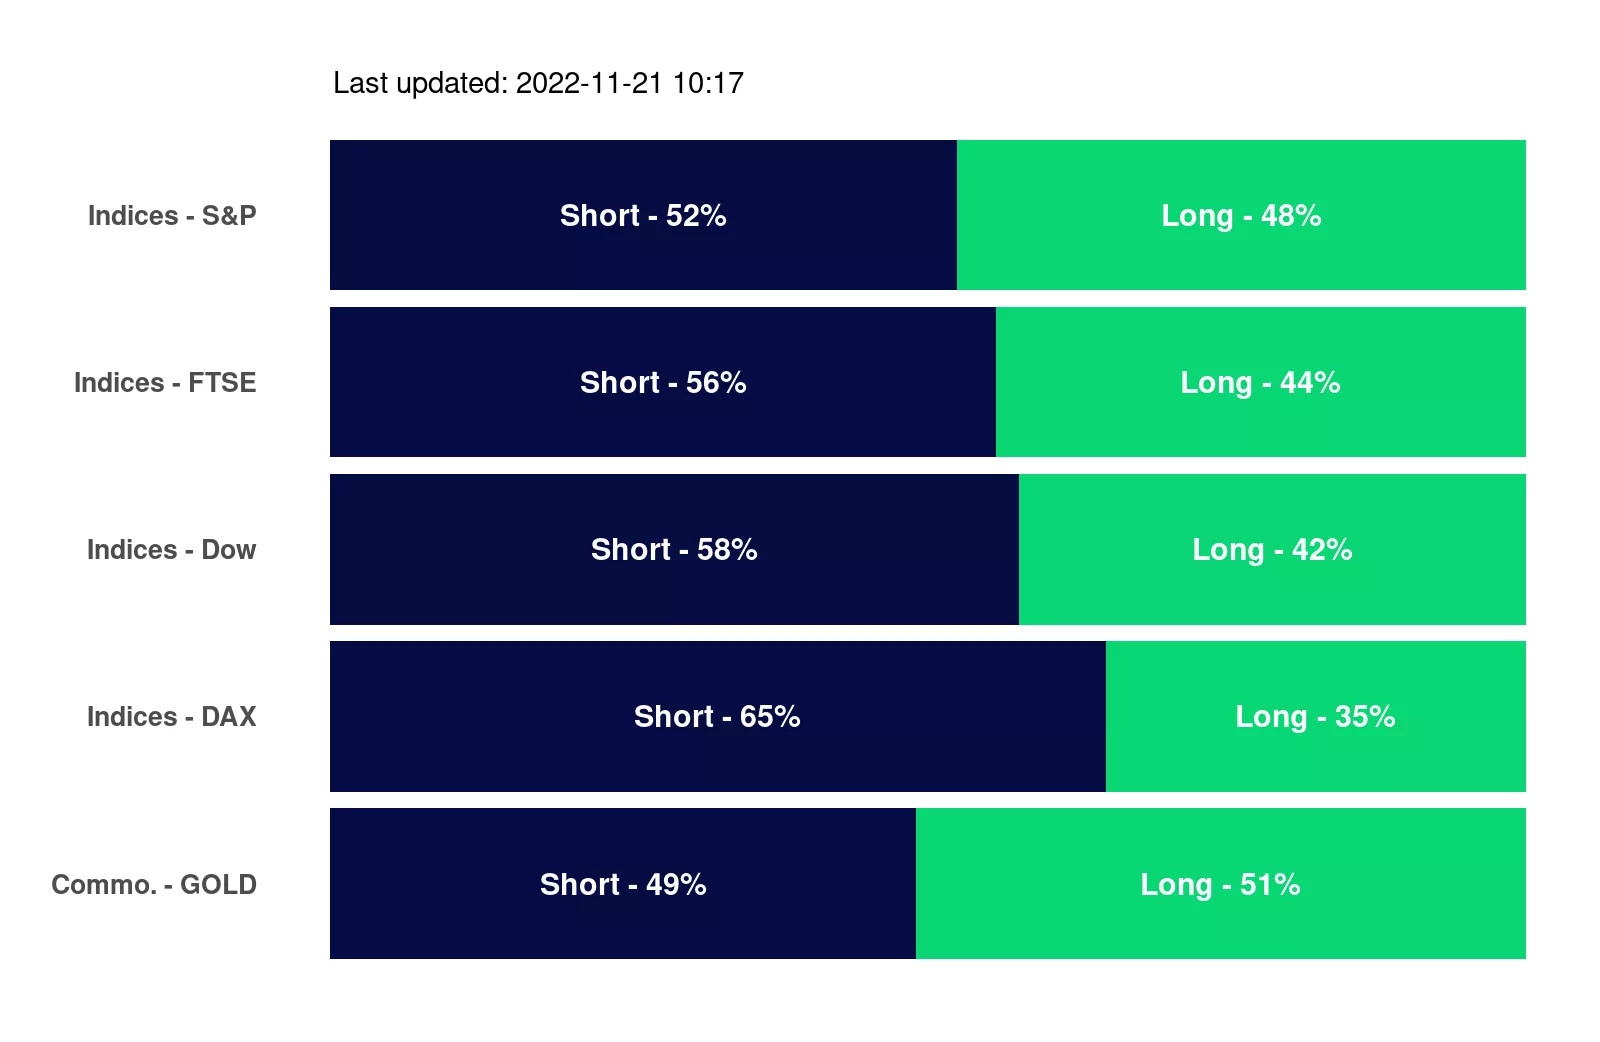 Last updated: 2022-11-21 10:17
Indices - S&P
Short - 52%
Long - 48%
Indices - FTSE
Short - 56%
Long - 44%
Indices - Dow
Short - 58%
Long - 42%
Indices - DAX
Short - 65%
Long - 35%
Commo. - GOLD
Short - 49%
Long - 51%